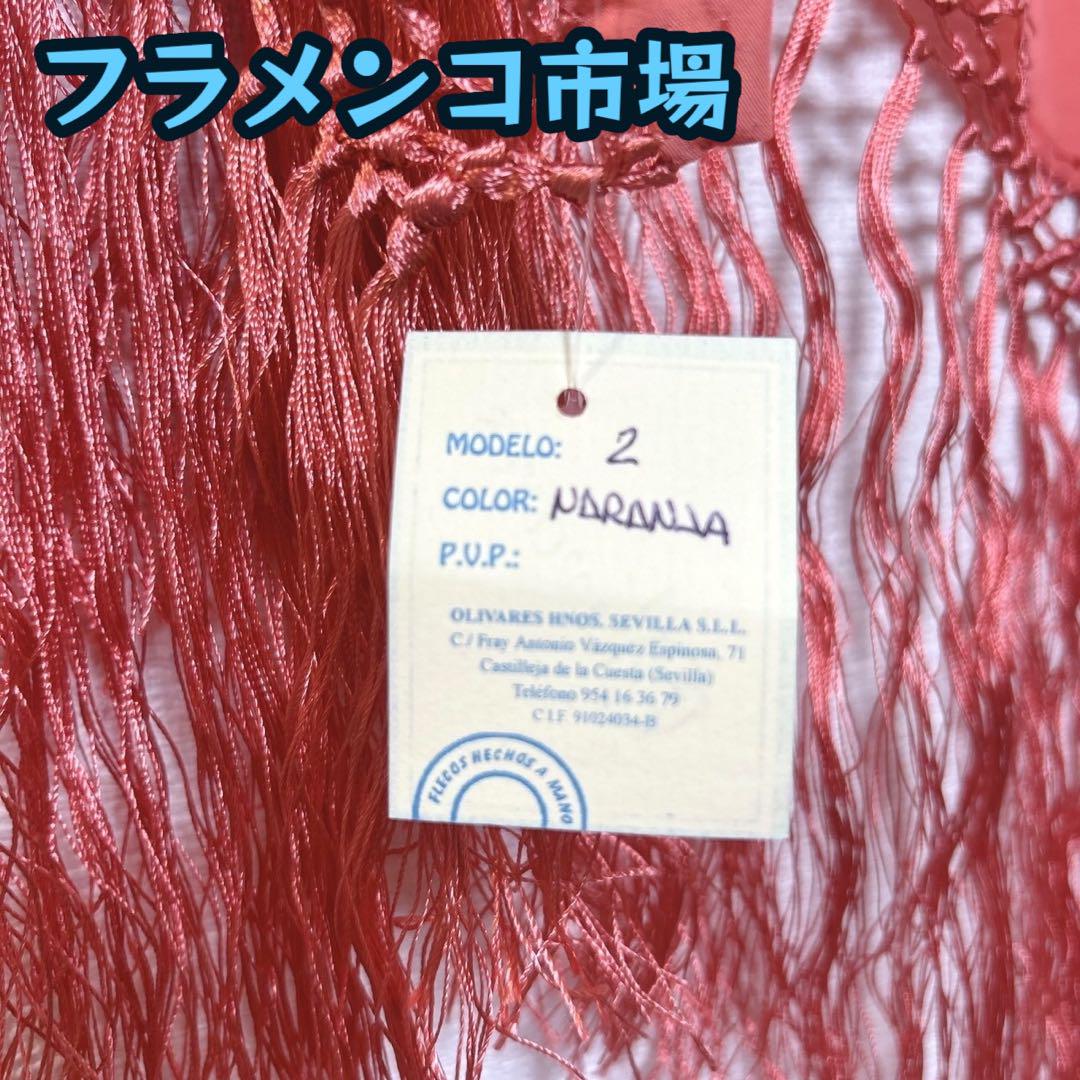 フラメンコ市場
MODELO: 2
COLOR: NARANJA
P.V.P.:
OLIVARES HNOS. SEVILLA S.L.L.
C/ Fray Antonio Vázquez Espinosa, 71
Castilleja de la Cuesta (Sevilla)
Teléfono 954 16 36 79
C I F 91024034-B
FLECOS HECHOS A MANO